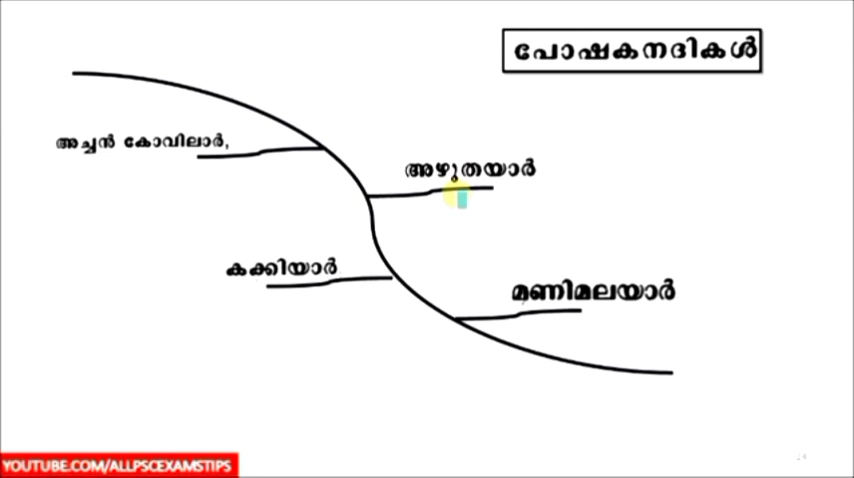 പോഷകനദികൾ
അച്ചൻ കോവിലാർ,
അഴുതയാർ
കക്കിയാർ
മണിമലയാർ
YOUTUBE.COM/ALLPSCEXAMSTIPS